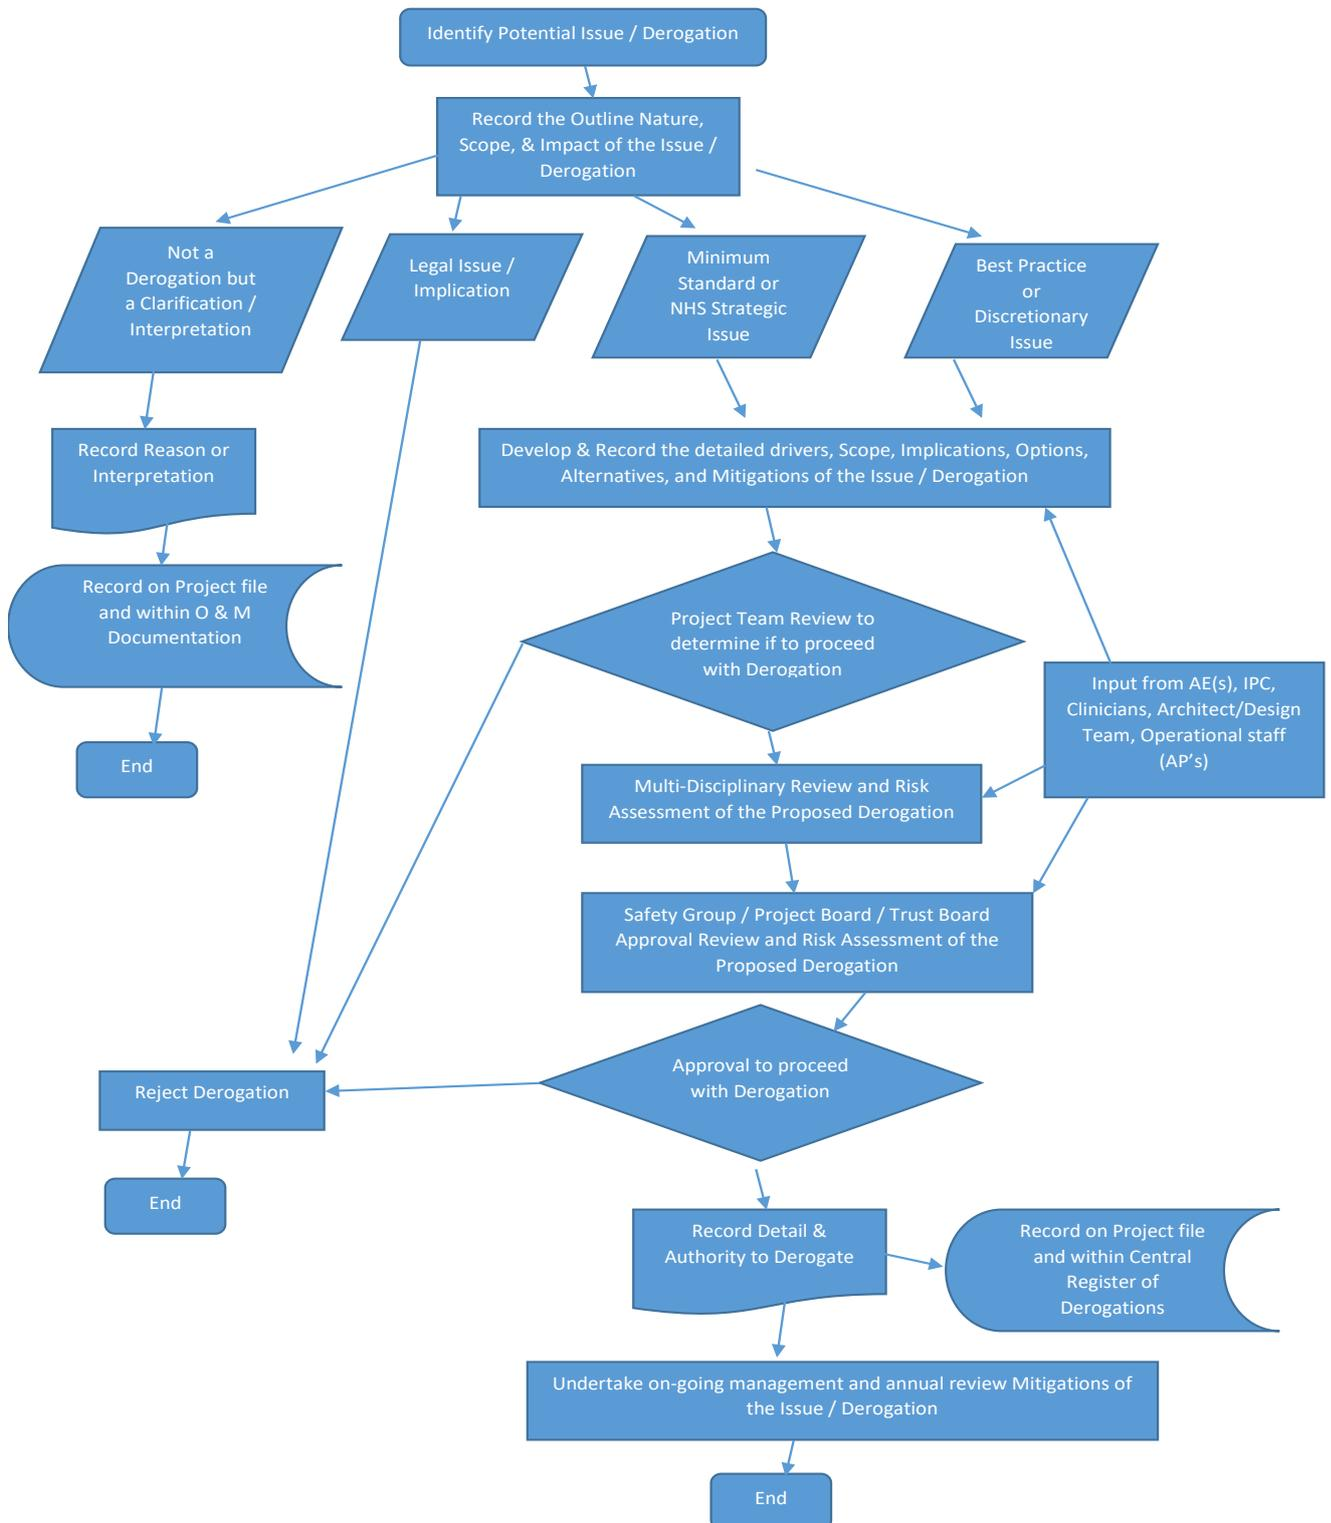 Identify Potential Issue / Derogation
Record the Outline Nature,
Scope, & Impact of the Issue /
Derogation
Not a
Derogation but
a Clarification /
Interpretation
Legal Issue /
Implication
Minimum
Standard or
NHS Strategic
Issue
Best Practice
or
Discretionary
Issue
Record Reason or
Interpretation
Develop & Record the detailed drivers, Scope, Implications, Options,
Alternatives, and Mitigations of the Issue / Derogation
Record on Project file
and within O & M
Documentation
Project Team Review to
determine if to proceed
with Derogation
Input from AE(s), IPC,
Clinicians, Architect/Design
Team, Operational staff
(AP's)
End
Multi-Disciplinary Review and Risk
Assessment of the Proposed Derogation
Safety Group / Project Board / Trust Board
Approval Review and Risk Assessment of the
Proposed Derogation
Approval to proceed
with Derogation
Reject Derogation
End
Record Detail &
Authority to Derogate
Record on Project file
and within Central
Register of
Derogations
Undertake on-going management and annual review Mitigations of
the Issue / Derogation
End